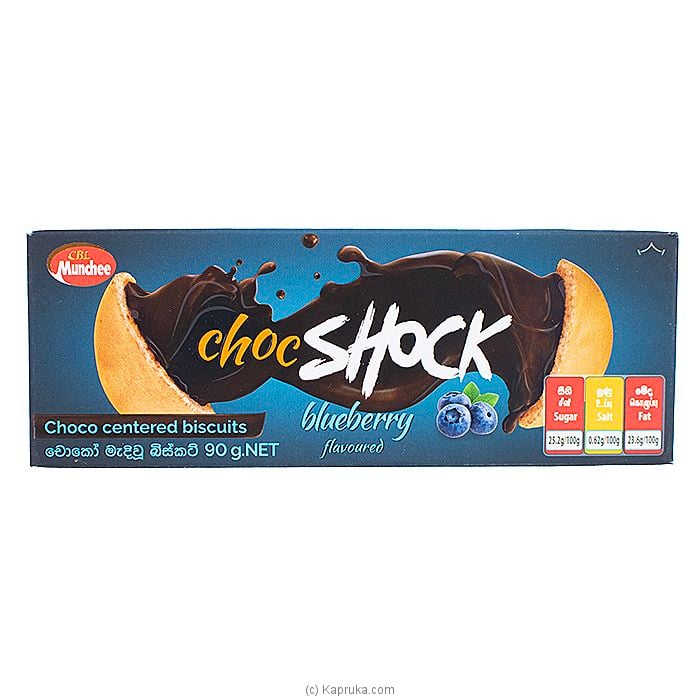 CBL
Munchee
choc SHOCK
blueberry
flavoured
Choco centered biscuits
චොකෝ මැදිවූ බිස්කට් 90 g.NET
සීනි
சீனி
Sugar
25.2g/100g
ලුණු
உப்பு
Salt
0.62g/100g
මේද
கொழுப்பு
Fat
23.6g/100g
(c) Kapruka.com